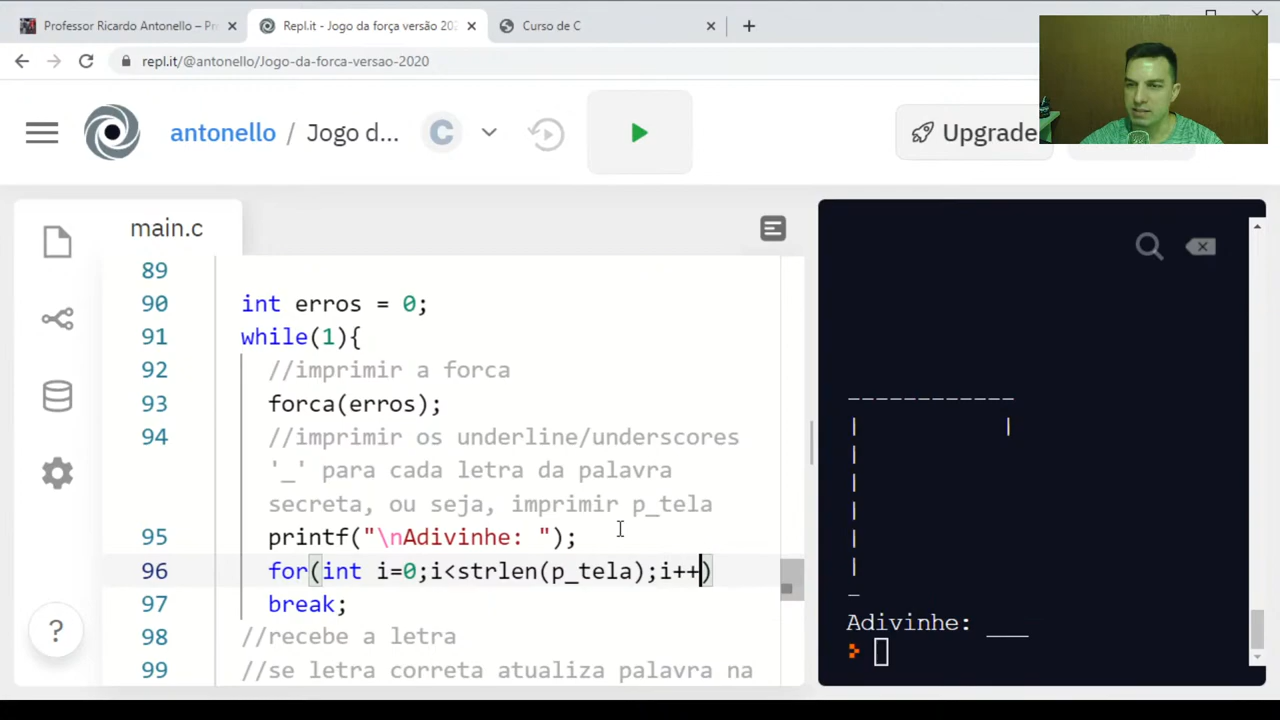 Professor Ricardo Antonello – Pr
Repl.it - Jogo da força versão 202
Curso de C
repl.it/@antonello/Jogo-da-forca-versao-2020
antonello / Jogo d...
C
Upgrade
main.c
89
90 int erros = 0;
91 while(1){
92 //imprimir a forca
93 forca(erros);
94 //imprimir os underline/underscores
'_' para cada letra da palavra
secreta, ou seja, imprimir p_tela
95 printf("\nAdivinhe: ");
96 for(int i=0;i<strlen(p_tela);i++)
97 break;
98 //recebe a letra
99 //se letra correta atualiza palavra na
------------
| |
|
|
|
|
|
_
Adivinhe: ___
?